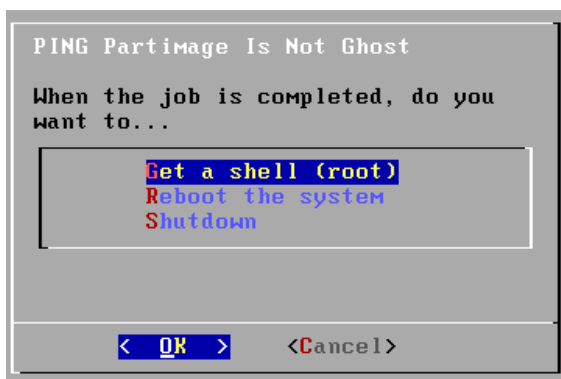 PING Partimage Is Not Ghost
When the job is completed, do you
want to...
Get a shell (root)
Reboot the system
Shutdown
< OK > <Cancel>